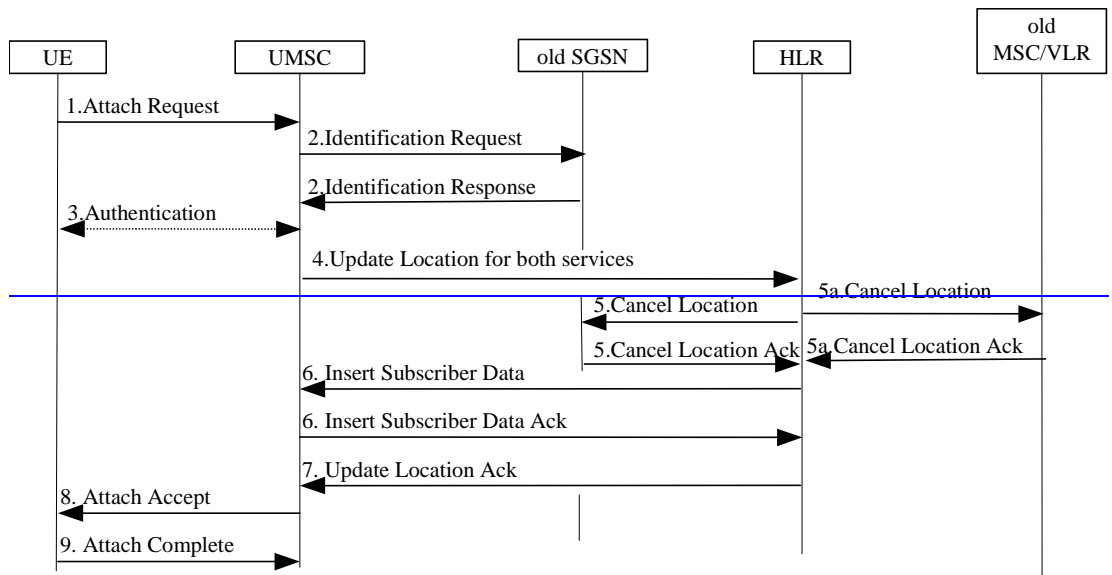 old
UE
UMSC
old SGSN
HLR
MSC/VLR
1.Attach Request
2.Identification Request
2.Identification Response
3.Authentication
4.Update Location for both services
5a.Cancel Location
5.Cancel Location
5.Cancel Location Ack
5a.Cancel Location Ack
6. Insert Subscriber Data
6. Insert Subscriber Data Ack
7. Update Location Ack
8. Attach Accept
9. Attach Complete